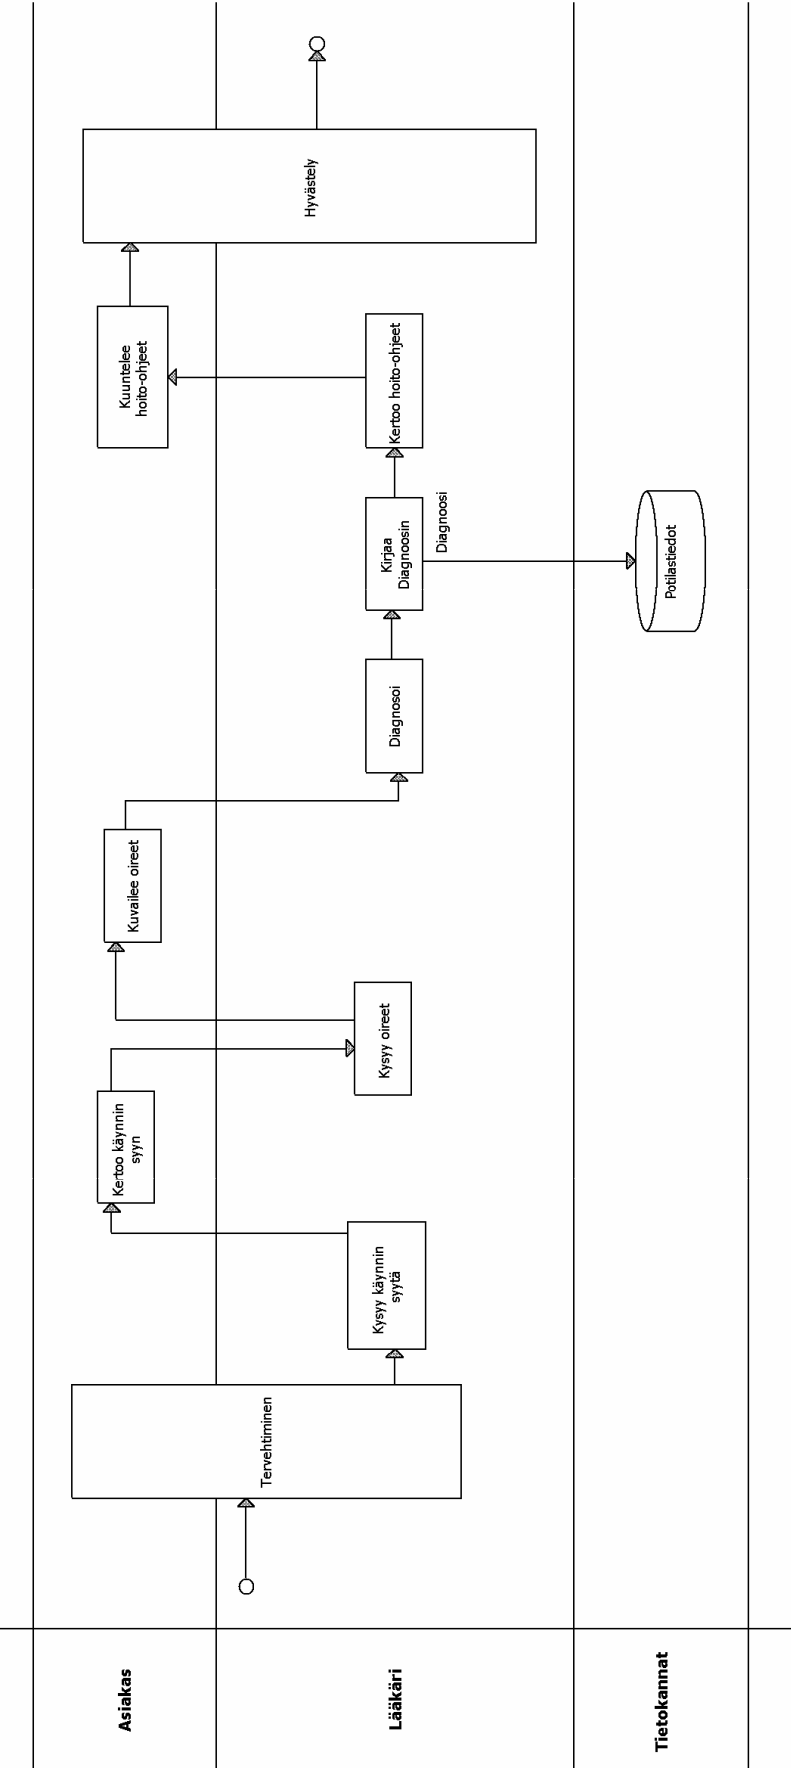 Asiakas
Lääkäri
Tietokannat
Tervehtiminen
Kysyy käynnin
syytä
Kertoo käynnin
syyn
Kysyy oireet
Kuvailee oireet
Diagnosoi
Kirjaa
Diagnoosin
Diagnoosi
Potilastiedot
Kertoo hoito-ohjeet
Kuuntelee
hoito-ohjeet
Hyvästely